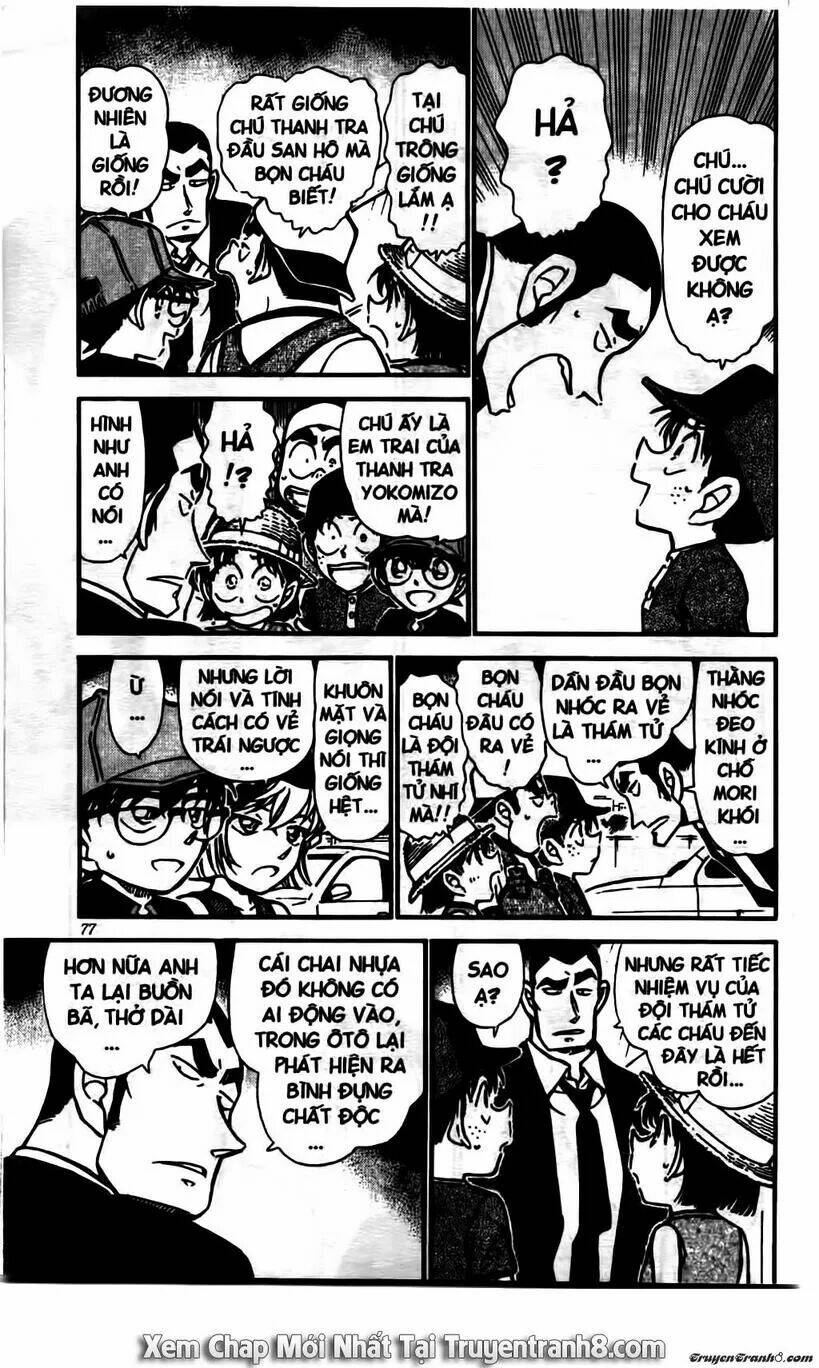 CHÚ...
CHÚ CƯỜI
CHO CHÁU
XEM
ĐƯỢC
KHÔNG
Ạ?
HẢ
?
TẠI
CHÚ
TRÔNG
GIỐNG
LẮM Ạ
!!
RẤT GIỐNG
CHÚ THANH TRA
ĐẦU SAN HÔ MÀ
BỌN CHÁU
BIẾT!
ĐƯƠNG
NHIÊN
LÀ
GIỐNG
RỒI!
CHÚ ẤY LÀ
EM TRAI CỦA
THANH TRA
YOKOMIZO
MÀ!
HẢ
!?
HÌNH
NHƯ
ANH
CÓ
NÓI
...
THẰNG
NHÓC
ĐEO
KÍNH Ở
CHỖ
MORI
KHÓI
...
DẪN ĐẦU BỌN
NHÓC RA VẺ
LÀ THÁM TỬ
...
BỌN
CHÁU
ĐÂU CÓ
RA VẺ
!
BỌN
CHÁU
LÀ ĐỘI
THÁM
TỬ NHÍ
MÀ!!
KHUÔN
MẶT VÀ
GIỌNG
NÓI THÌ
GIỐNG
HỆT...
NHƯNG LỜI
NÓI VÀ TÍNH
CÁCH CÓ VẺ
TRÁI NGƯỢC
...
Ừ
...
77
NHƯNG RẤT TIẾC
NHIỆM VỤ CỦA
ĐỘI THÁM TỬ
CÁC CHÁU ĐẾN
ĐÂY LÀ HẾT
RỒI...
SAO
Ạ?
CÁI CHAI NHỰA
ĐÓ KHÔNG CÓ
AI ĐỘNG VÀO,
TRONG ÔTÔ LẠI
PHÁT HIỆN RA
BÌNH ĐỰNG
CHẤT ĐỘC
...
HƠN NỮA ANH
TA LẠI BUỒN
BÃ, THỞ DÀI
...
Xem Chap Mới Nhất Tại Truyentranh8.com
TruyenTranh8.com